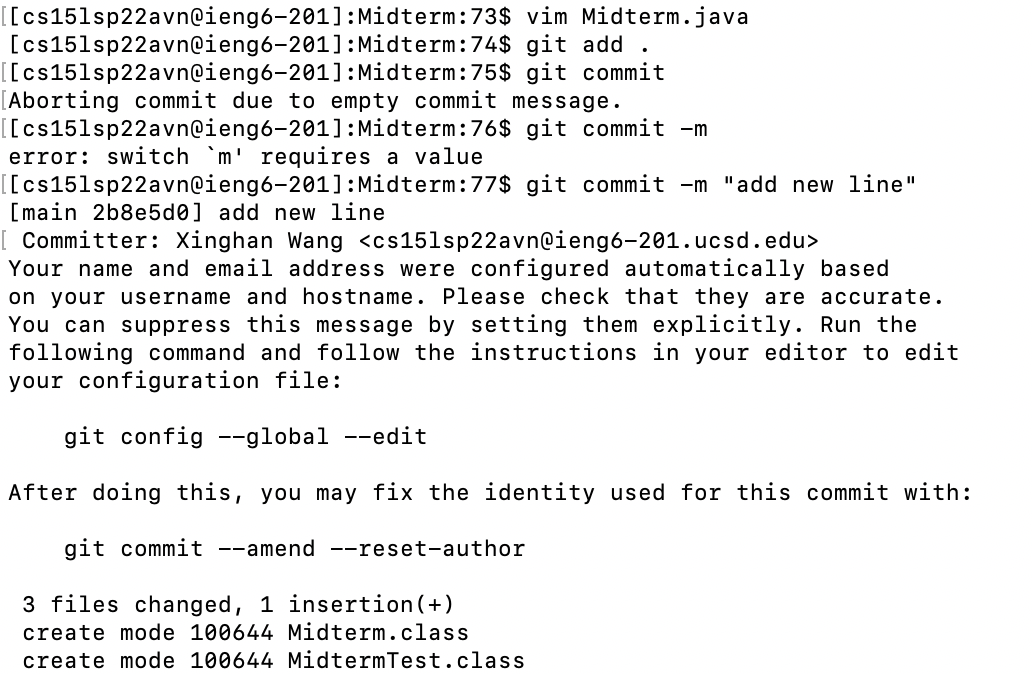 [[cs15lsp22avn@ieng6-201]:Midterm:73$ vim Midterm.java
[cs15lsp22avn@ieng6-201]:Midterm:74$ git add .
[[cs15lsp22avn@ieng6-201]:Midterm:75$ git commit
[Aborting commit due to empty commit message.
[[cs15lsp22avn@ieng6-201]:Midterm:76$ git commit -m
error: switch `m' requires a value
[[cs15lsp22avn@ieng6-201]:Midterm:77$ git commit -m "add new line"
[main 2b8e5d0] add new line
[ Committer: Xinghan Wang <cs15lsp22avn@ieng6-201.ucsd.edu>
Your name and email address were configured automatically based
on your username and hostname. Please check that they are accurate.
You can suppress this message by setting them explicitly. Run the
following command and follow the instructions in your editor to edit
your configuration file:
git config --global --edit
After doing this, you may fix the identity used for this commit with:
git commit --amend --reset-author
3 files changed, 1 insertion(+)
create mode 100644 Midterm.class
create mode 100644 MidtermTest.class